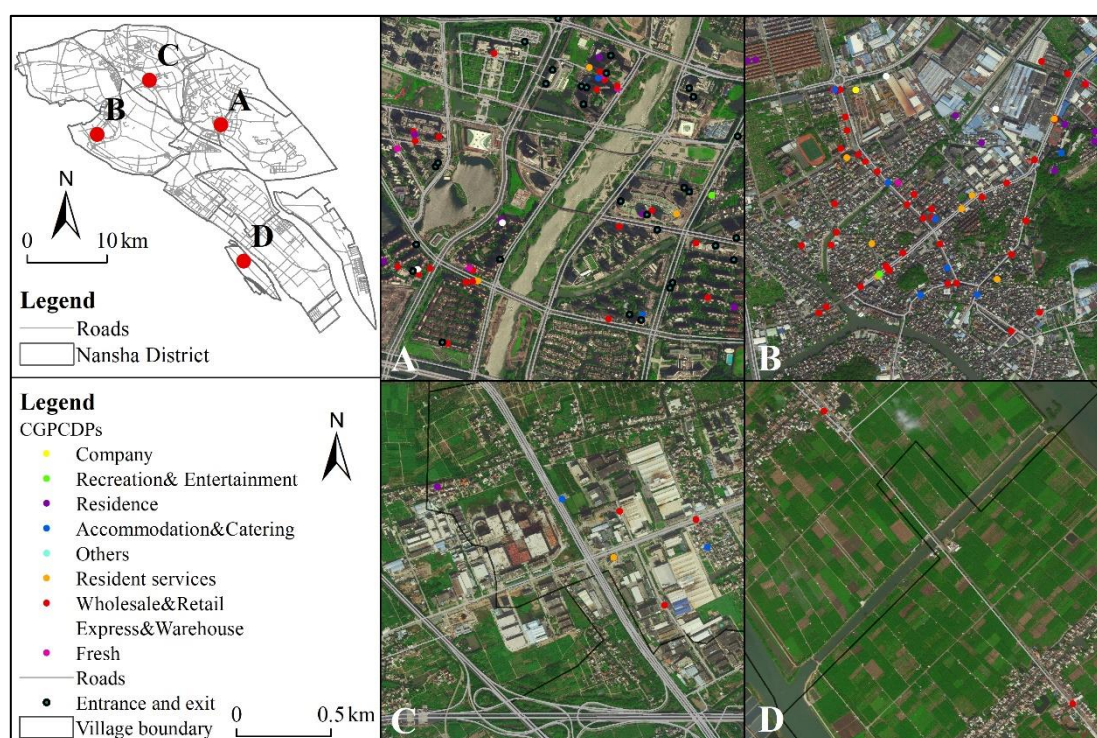 C
A
B
N
D
0 10 km
Legend
Roads
Nansha District
A
B
Legend
N
CGPCDPs
Company
Recreation& Entertainment
Residence
Accommodation&Catering
Others
Resident services
Wholesale&Retail
Express&Warehouse
Fresh
Roads
Entrance and exit
Village boundary
0 0.5 km
C
D